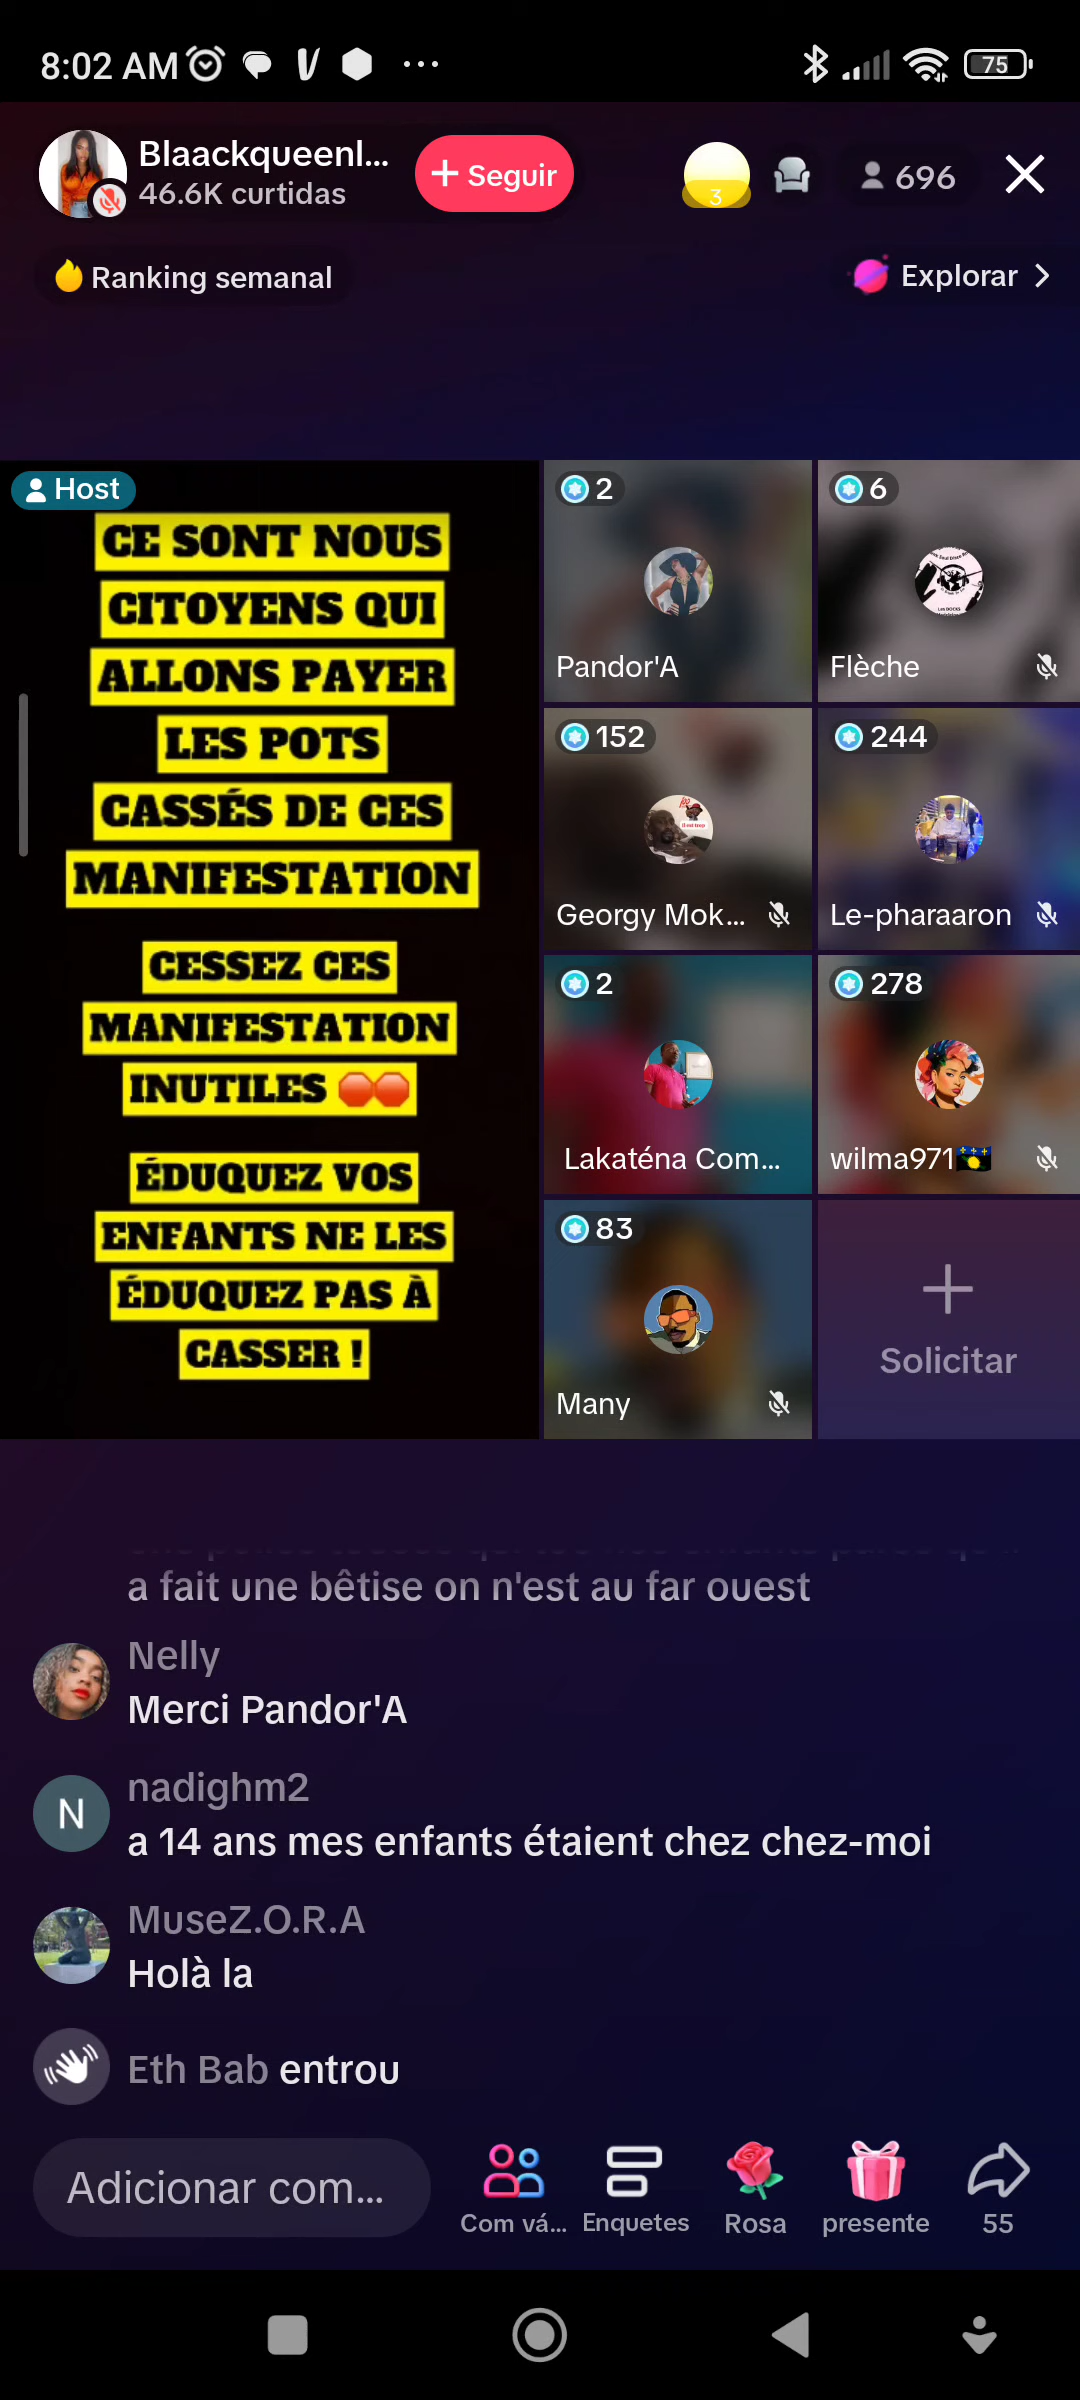 8:02 AM
75
Blaackqueenl...
46.6K curtidas
+ Seguir
3
696
Ranking semanal
Explorar
Host
CE SONT NOUS
CITOYENS QUI
ALLONS PAYER
LES POTS
CASSÉS DE CES
MANIFESTATION
CESSEZ CES
MANIFESTATION
INUTILES 🛑🛑
ÉDUQUEZ VOS
ENFANTS NE LES
ÉDUQUEZ PAS À
CASSER !
2
Pandor'A
6
Flèche
152
Georgy Mok...
244
Le-pharaaron
2
Lakaténa Com...
278
wilma971🇬🇵
83
Many
Solicitar
a fait une bêtise on n'est au far ouest
Nelly
Merci Pandor'A
N
nadighm2
a 14 ans mes enfants étaient chez chez-moi
MuseZ.O.R.A
Holà la
Eth Bab entrou
Adicionar com...
Com vá...
Enquetes
Rosa
presente
55